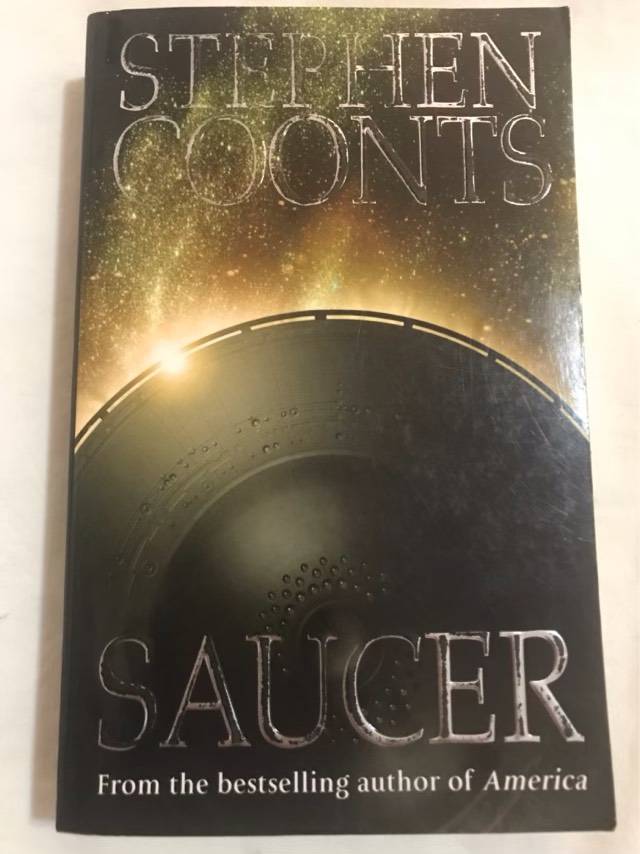 STEPHEN
COONTS
SAUCER
From the bestselling author of America